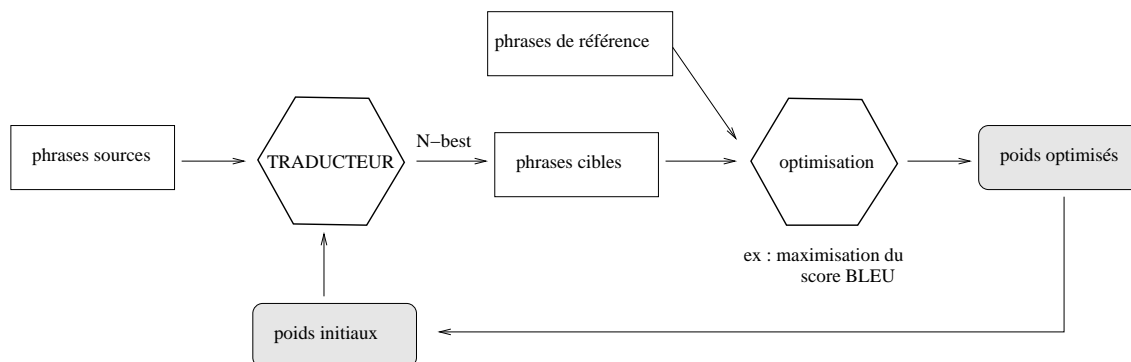 phrases de référence
phrases sources
TRADUCTEUR
N−best
phrases cibles
optimisation
poids optimisés
ex : maximisation du
score BLEU
poids initiaux